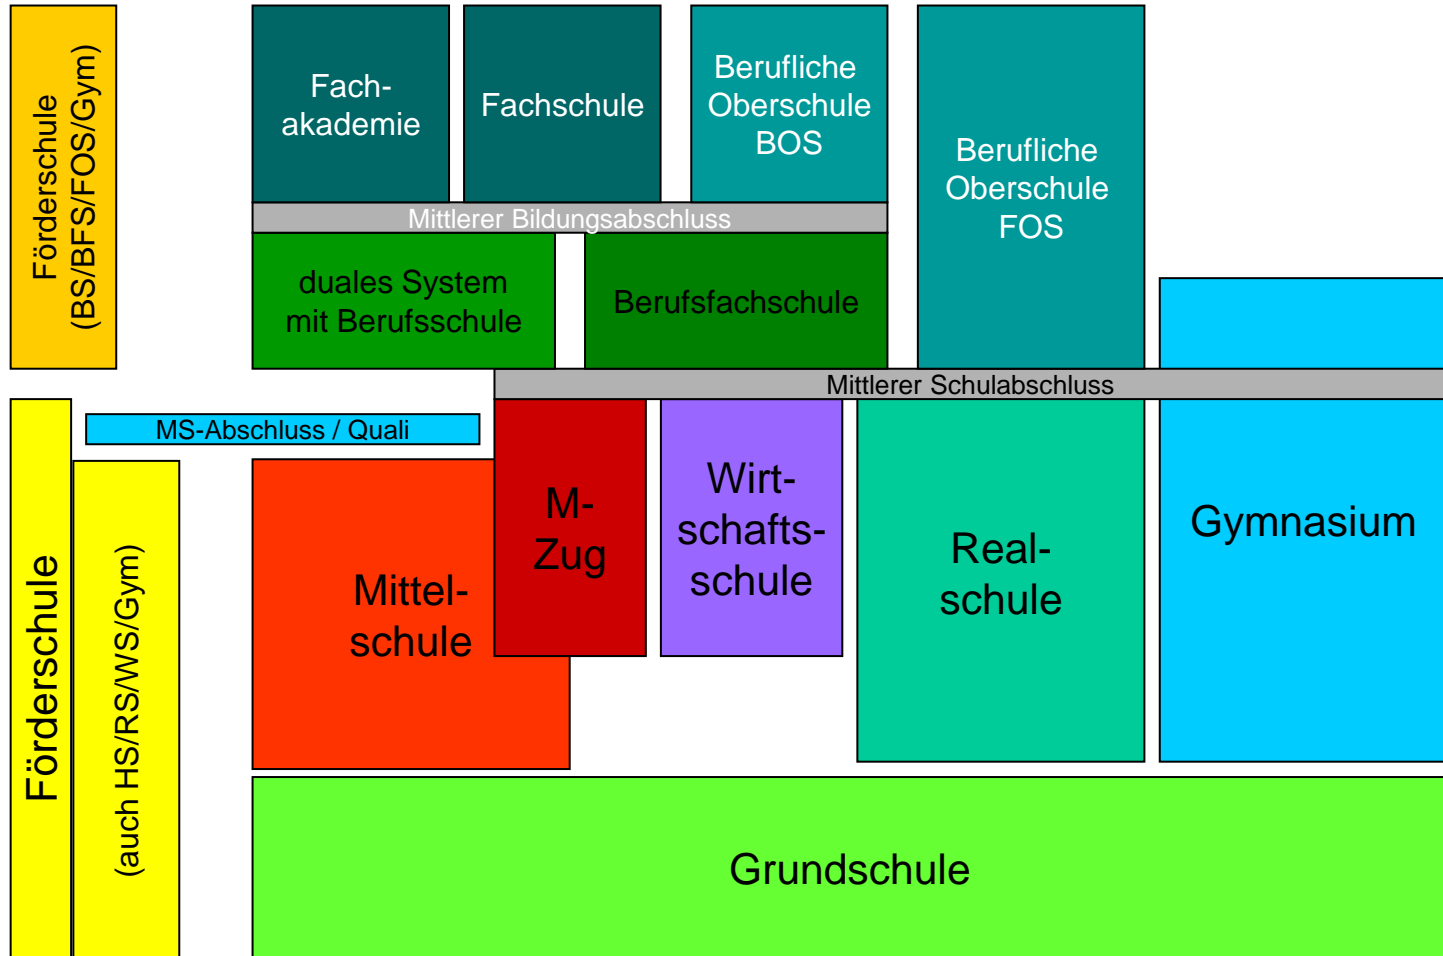 Förderschule
(BS/BFS/FOS/Gym)
Fach-
akademie
Fachschule
Berufliche
Oberschule
BOS
Berufliche
Oberschule
FOS
Mittlerer Bildungsabschluss
duales System
mit Berufsschule
Berufsfachschule
Mittlerer Schulabschluss
MS-Abschluss / Quali
Förderschule
(auch HS/RS/WS/Gym)
Mittel-
schule
M-
Zug
Wirt-
schafts-
schule
Real-
schule
Gymnasium
Grundschule